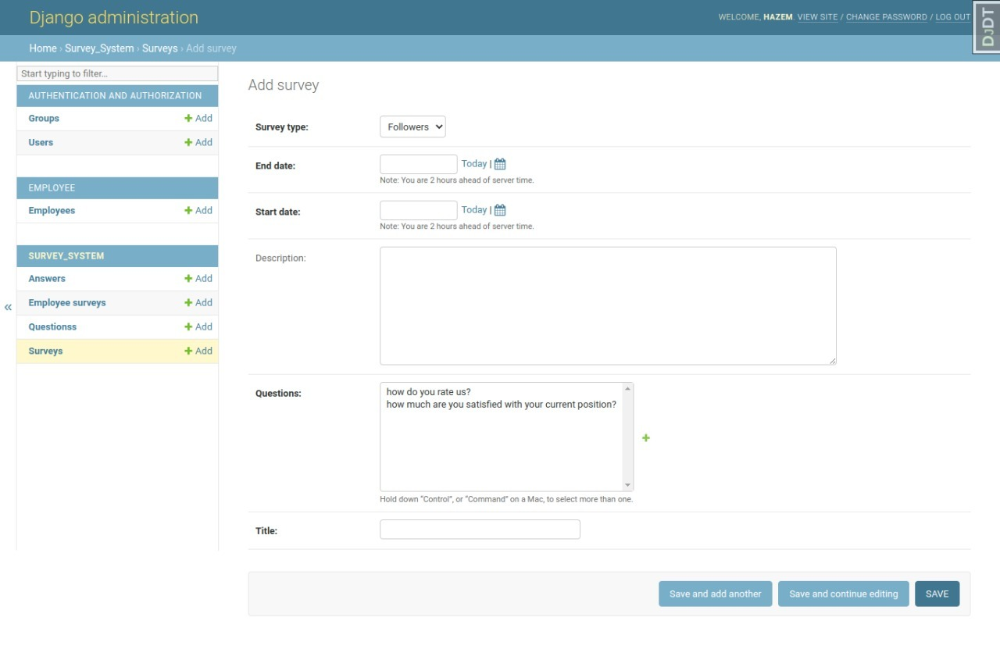 Django administration
WELCOME, HAZEM. VIEW SITE / CHANGE PASSWORD / LOG OUT
DjDT
Home › Survey_System › Surveys › Add survey
Start typing to filter...
AUTHENTICATION AND AUTHORIZATION
Groups + Add
Users + Add
EMPLOYEE
Employees + Add
SURVEY_SYSTEM
Answers + Add
Employee surveys + Add
Questionss + Add
Surveys + Add
«
Add survey
Survey type: Followers
End date: Today |
Note: You are 2 hours ahead of server time.
Start date: Today |
Note: You are 2 hours ahead of server time.
Description:
Questions:
how do you rate us?
how much are you satisfied with your current position?
Hold down “Control”, or “Command” on a Mac, to select more than one.
Title:
Save and add another
Save and continue editing
SAVE